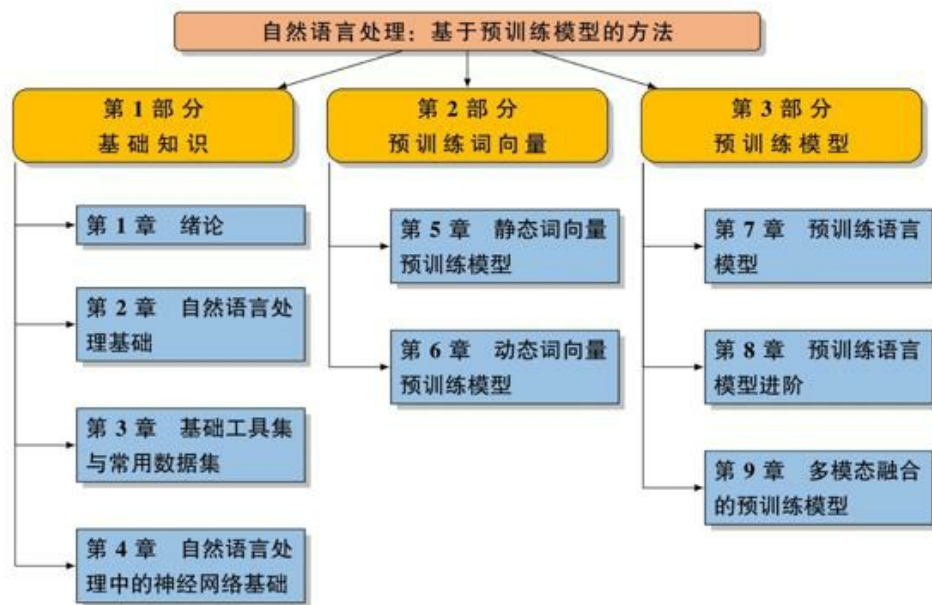 自然语言处理：基于预训练模型的方法
第 1 部分
基础知识
第 2 部分
预训练词向量
第 3 部分
预训练模型
第 1 章　绪论
第 2 章　自然语言处
理基础
第 3 章　基础工具集
与常用数据集
第 4 章　自然语言处
理中的神经网络基础
第 5 章　静态词向量
预训练模型
第 6 章　动态词向量
预训练模型
第 7 章　预训练语言
模型
第 8 章　预训练语言
模型进阶
第 9 章　多模态融合
的预训练模型